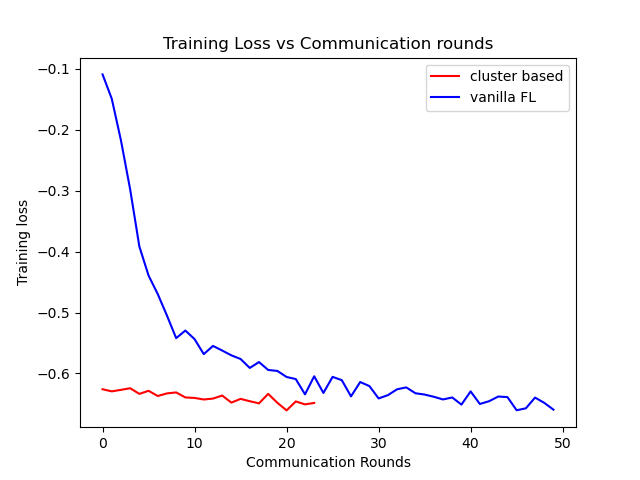 Training Loss vs Communication rounds
cluster based
vanilla FL
−0.1
−0.2
−0.3
−0.4
−0.5
−0.6
Training loss
0 10 20 30 40 50
Communication Rounds